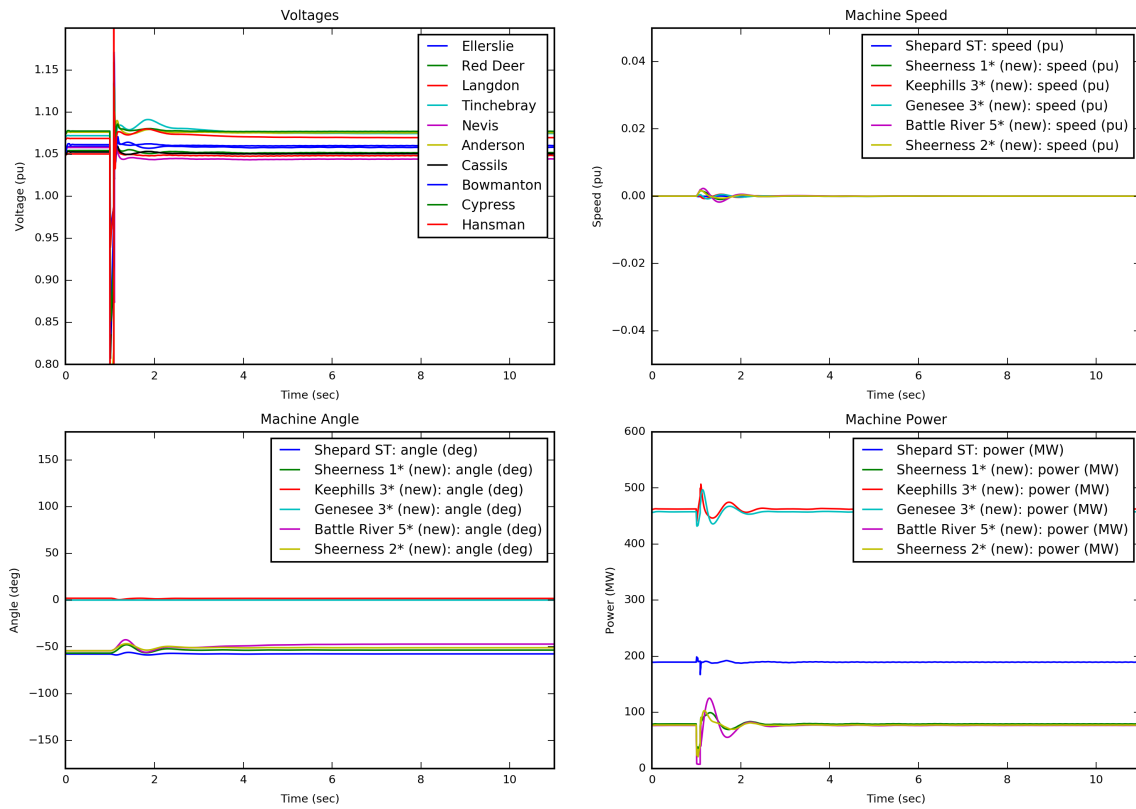 Voltages
1.15
1.10
1.05
1.00
0.95
0.90
0.85
0.80
Voltage (pu)
0 2 4 6 8 10
Time (sec)
Ellerslie
Red Deer
Langdon
Tinchebray
Nevis
Anderson
Cassils
Bowmanton
Cypress
Hansman
Machine Speed
0.04
0.02
0.00
−0.02
−0.04
Speed (pu)
0 2 4 6 8 10
Time (sec)
Shepard ST: speed (pu)
Sheerness 1* (new): speed (pu)
Keephills 3* (new): speed (pu)
Genesee 3* (new): speed (pu)
Battle River 5* (new): speed (pu)
Sheerness 2* (new): speed (pu)
Machine Angle
150
100
50
0
−50
−100
−150
Angle (deg)
0 2 4 6 8 10
Time (sec)
Shepard ST: angle (deg)
Sheerness 1* (new): angle (deg)
Keephills 3* (new): angle (deg)
Genesee 3* (new): angle (deg)
Battle River 5* (new): angle (deg)
Sheerness 2* (new): angle (deg)
Machine Power
600
500
400
300
200
100
0
Power (MW)
0 2 4 6 8 10
Time (sec)
Shepard ST: power (MW)
Sheerness 1* (new): power (MW)
Keephills 3* (new): power (MW)
Genesee 3* (new): power (MW)
Battle River 5* (new): power (MW)
Sheerness 2* (new): power (MW)